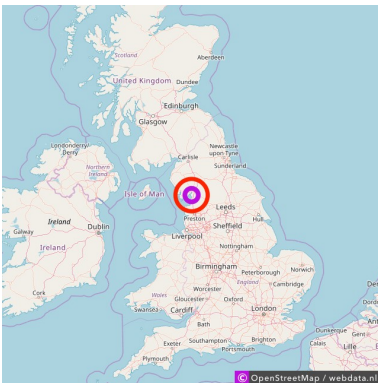 Scotland
Aberdeen
United Kingdom
Dundee
Edinburgh
Glasgow
Londonderry/
Derry
Northern
Ireland
Carlisle
Newcastle
upon Tyne
Sunderland
Isle of Man
Leeds
Preston
Hull
Ireland
Galway
Dublin
Liverpool
Sheffield
Ireland
Nottingham
Birmingham
Peterborough
Norwich
Cork
Wales
Worcester
England
Cambridge
Gloucester
Oxford
Swansea
Cardiff
London
Bath
Exeter
Southampton
Brighton
Portsmouth
Plymouth
Dunkerque
Gent
Calais
Lille
© OpenStreetMap / webdata.nl